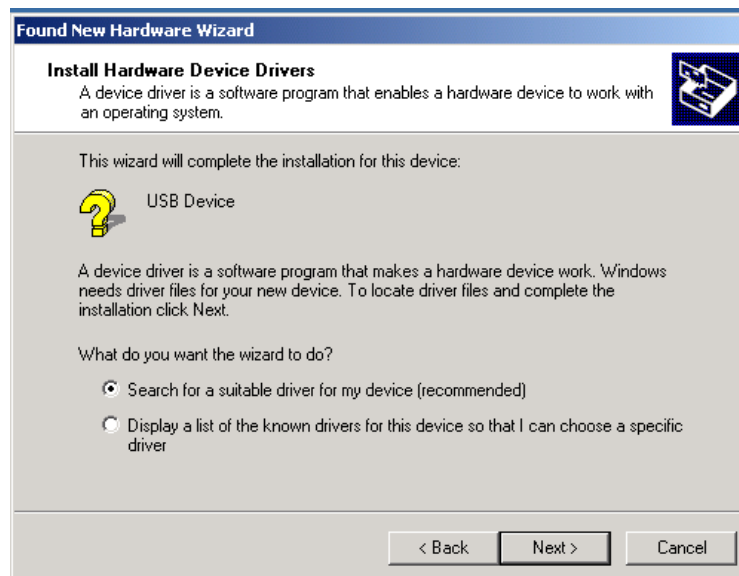 Found New Hardware Wizard
Install Hardware Device Drivers
A device driver is a software program that enables a hardware device to work with
an operating system.
This wizard will complete the installation for this device:
USB Device
A device driver is a software program that makes a hardware device work. Windows
needs driver files for your new device. To locate driver files and complete the
installation click Next.
What do you want the wizard to do?
Search for a suitable driver for my device (recommended)
Display a list of the known drivers for this device so that I can choose a specific
driver
< Back Next > Cancel